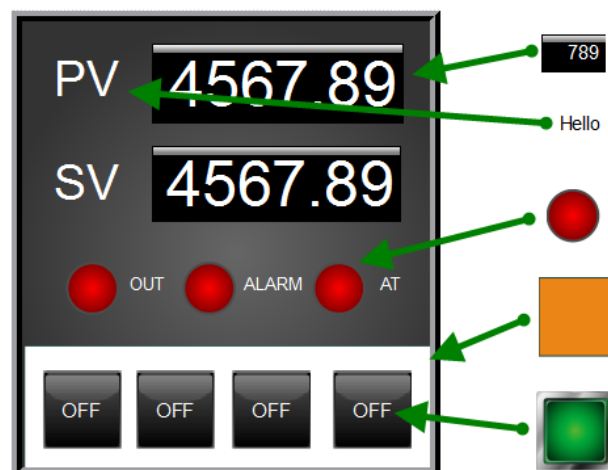 PV 4567.89 789
Hello
SV 4567.89
OUT ALARM AT
OFF OFF OFF OFF